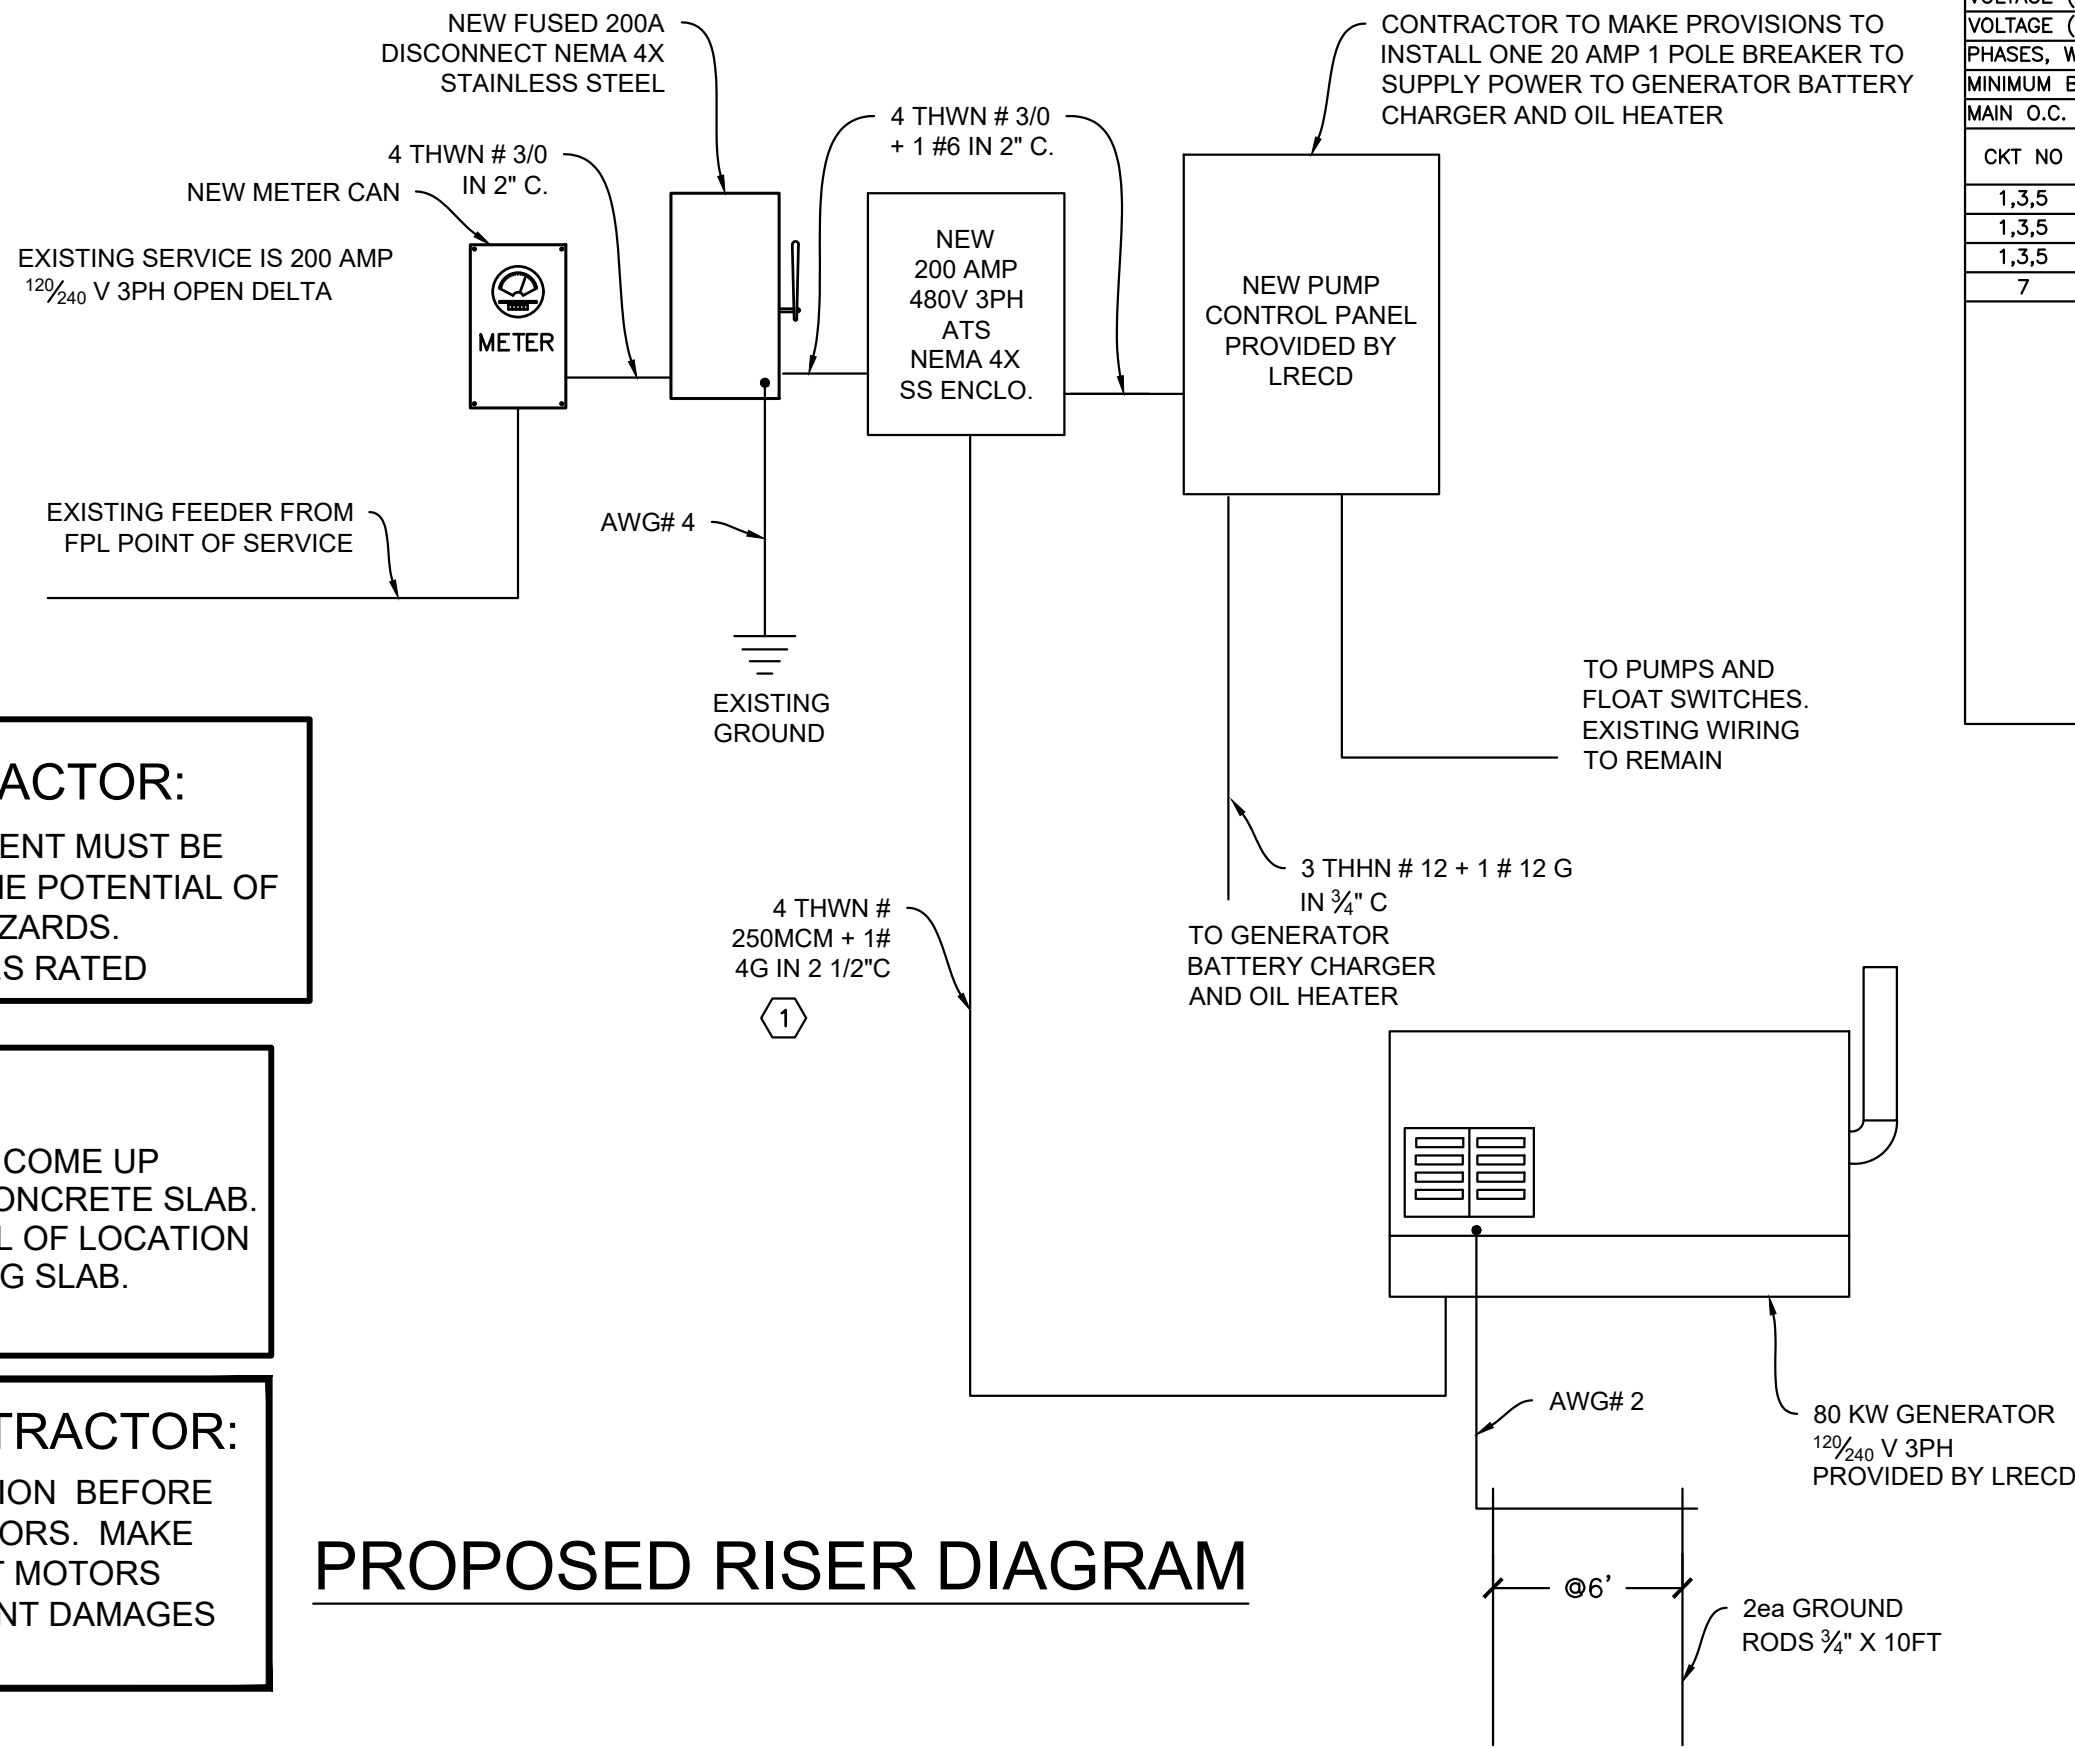 NEW FUSED 200A
DISCONNECT NEMA 4X
STAINLESS STEEL
CONTRACTOR TO MAKE PROVISIONS TO
INSTALL ONE 20 AMP 1 POLE BREAKER TO
SUPPLY POWER TO GENERATOR BATTERY
CHARGER AND OIL HEATER
4 THWN # 3/0
+ 1 #6 IN 2" C.
4 THWN # 3/0
IN 2" C.
NEW METER CAN
EXISTING SERVICE IS 200 AMP
120/240 V 3PH OPEN DELTA
METER
NEW
200 AMP
480V 3PH
ATS
NEMA 4X
SS ENCLO.
NEW PUMP
CONTROL PANEL
PROVIDED BY
LRECD
VOLTAGE (
PHASES, W
MINIMUM
MAIN O.C.
CKT NO
1,3,5
1,3,5
1,3,5
7
EXISTING FEEDER FROM
FPL POINT OF SERVICE
AWG# 4
EXISTING
GROUND
TO PUMPS AND
FLOAT SWITCHES.
EXISTING WIRING
TO REMAIN
3 THHN # 12 + 1 # 12 G
IN 3/4" C
TO GENERATOR
BATTERY CHARGER
AND OIL HEATER
4 THWN #
250MCM + 1#
4G IN 2 1/2"C
1
ACTOR:
ENT MUST BE
HE POTENTIAL OF
ZARDS.
ES RATED
COME UP
ONCRETE SLAB.
L OF LOCATION
G SLAB.
TRACTOR:
ION BEFORE
ORS. MAKE
T MOTORS
NT DAMAGES
AWG# 2
80 KW GENERATOR
120/240 V 3PH
PROVIDED BY LRECD
@6'
2ea GROUND
RODS 3/4" X 10FT
PROPOSED RISER DIAGRAM